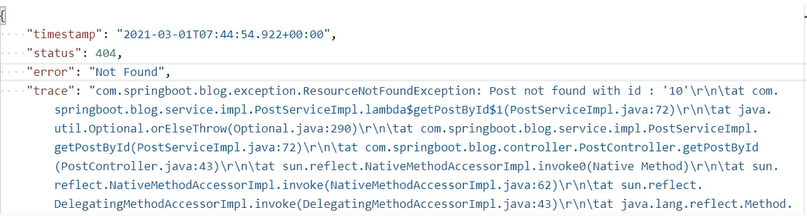 {
"timestamp": "2021-03-01T07:44:54.922+00:00",
"status": 404,
"error": "Not Found",
"trace": "com.springboot.blog.exception.ResourceNotFoundException: Post not found with id : '10'\r\n\tat com.
springboot.blog.service.impl.PostServiceImpl.lambda$getPostById$1(PostServiceImpl.java:72)\r\n\tat java.
util.Optional.orElseThrow(Optional.java:290)\r\n\tat com.springboot.blog.service.impl.PostServiceImpl.
getPostById(PostServiceImpl.java:72)\r\n\tat com.springboot.blog.controller.PostController.getPostById
(PostController.java:43)\r\n\tat sun.reflect.NativeMethodAccessorImpl.invoke0(Native Method)\r\n\tat sun.
reflect.NativeMethodAccessorImpl.invoke(NativeMethodAccessorImpl.java:62)\r\n\tat sun.reflect.
DelegatingMethodAccessorImpl.invoke(DelegatingMethodAccessorImpl.java:43)\r\n\tat java.lang.reflect.Method.